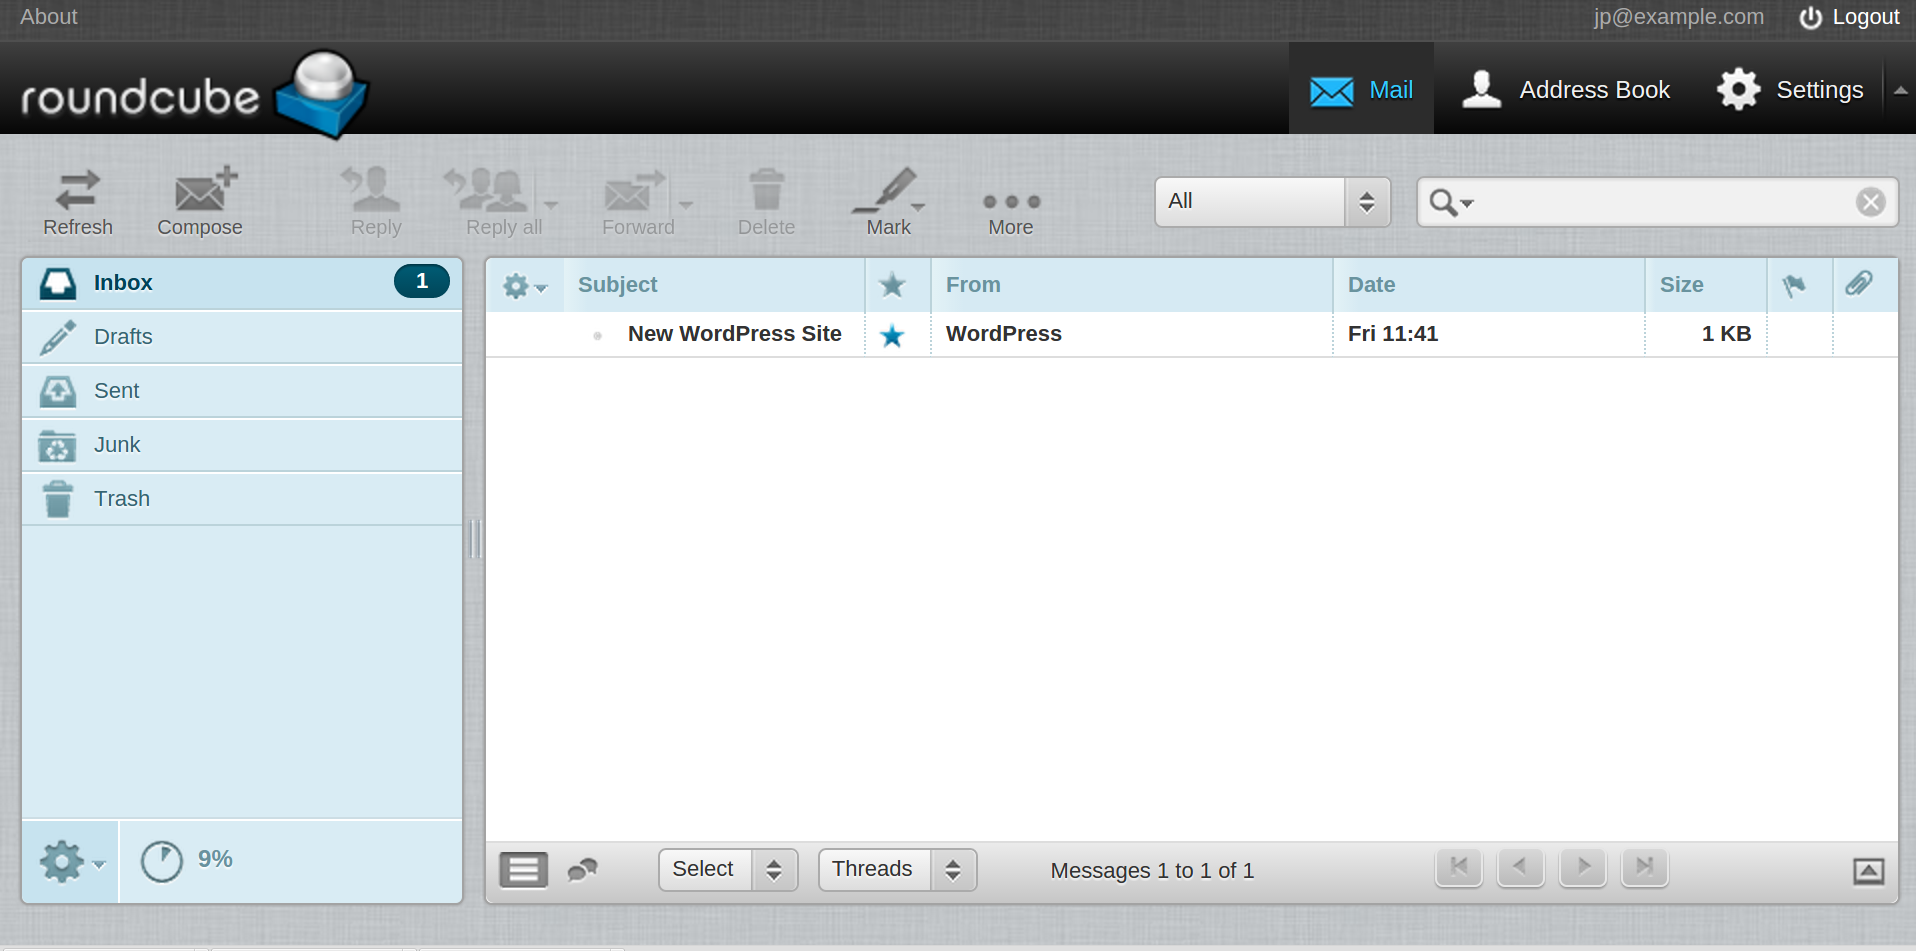 About
jp@example.com Logout
roundcube Mail Address Book Settings
Refresh Compose Reply Reply all Forward Delete Mark More All
Inbox 1
Drafts
Sent
Junk
Trash
9%
Subject From Date Size
New WordPress Site WordPress Fri 11:41 1 KB
Select Threads Messages 1 to 1 of 1